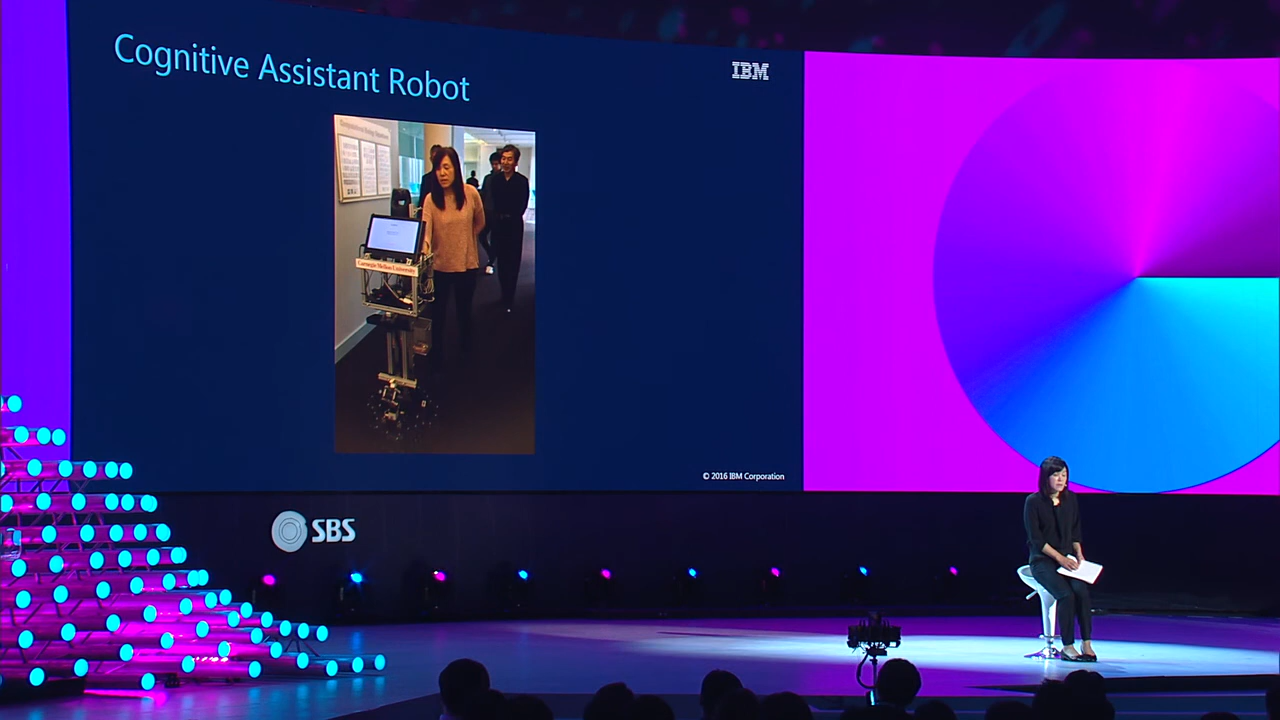 Cognitive Assistant Robot
IBM
Carnegie Mellon University
© 2016 IBM Corporation
SBS